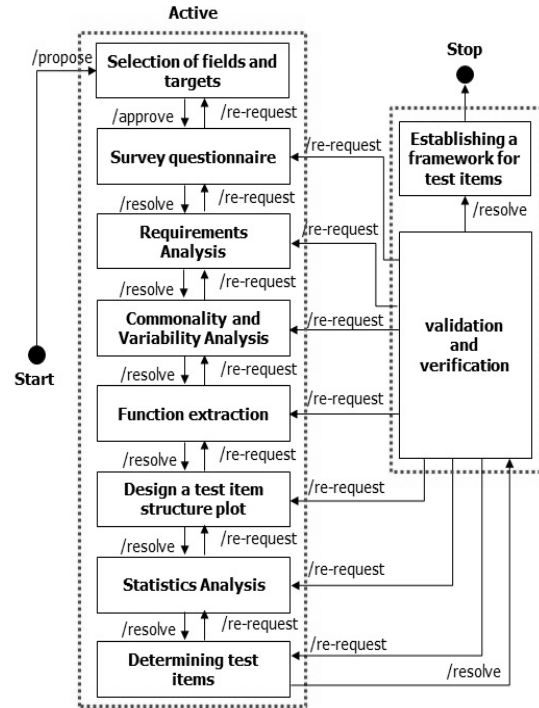 Active
/propose
Selection of fields and
targets
Stop
/approve
/re-request
Survey questionnaire
/re-request
Establishing a
framework for
test items
/resolve
/re-request
/resolve
Requirements
Analysis
/re-request
/resolve
/re-request
Commonality and
Variability Analysis
/re-request
validation
and
verification
Start
/resolve
/re-request
Function extraction
/re-request
/resolve
/re-request
Design a test item
structure plot
/re-request
/resolve
/re-request
Statistics Analysis
/re-request
/resolve
/re-request
Determining test
items
/re-request
/resolve